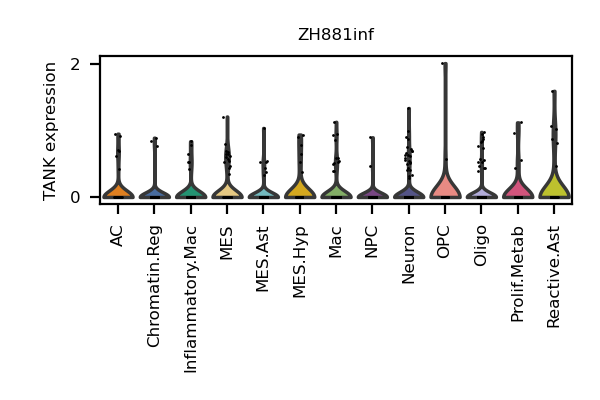 ZH881inf
TANK expression
2
0
AC
Chromatin.Reg
Inflammatory.Mac
MES
MES.Ast
MES.Hyp
Mac
NPC
Neuron
OPC
Oligo
Prolif.Metab
Reactive.Ast